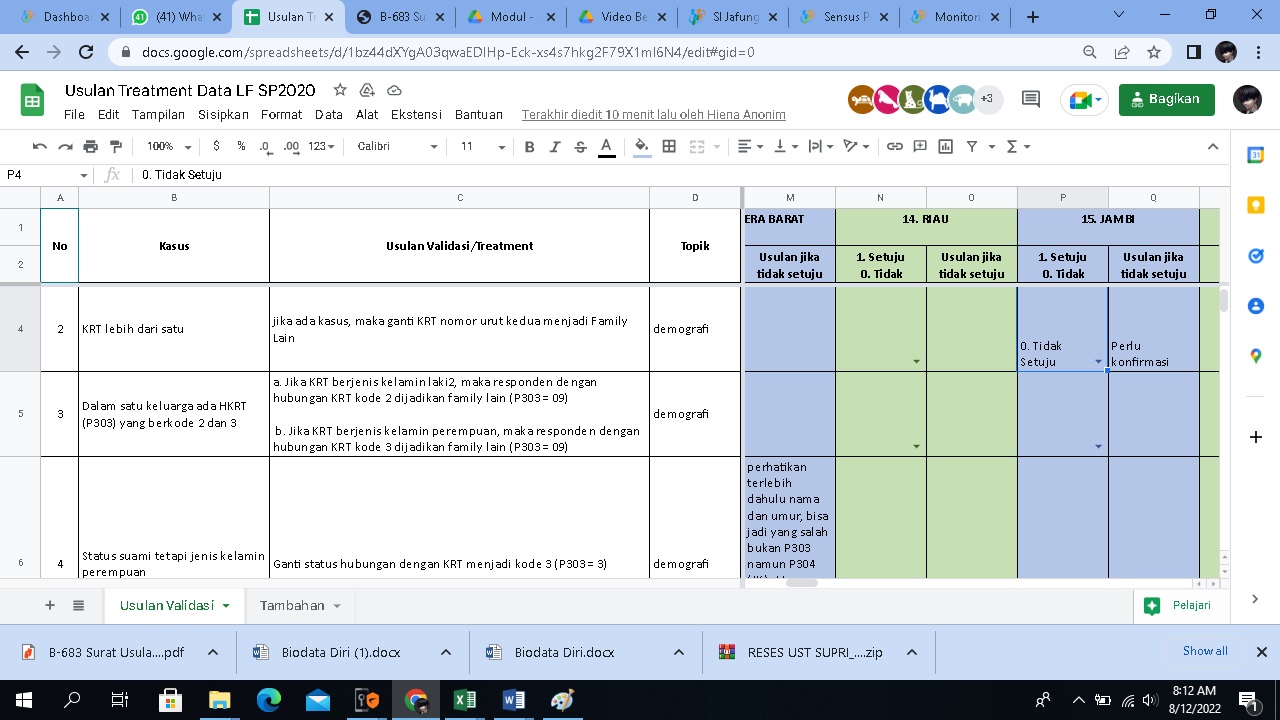 Dashboa
(41) Wha
Usulan Tr
B-683 Su
Modul -
Video Be
SI Jafung
Sensus P
Monitori
docs.google.com/spreadsheets/d/1bz44dXYgA03qwaEDIHp-Edk-xs4s7hkg2F79X1mI6N4/edit#gid=0
Usulan Treatment Data LF SP2020
File Edit Tampilan Sisipkan Format Data Alat Ekstensi Bantuan Terakhir diedit 10 menit lalu oleh Hiena Anonim
+3
Bagikan
100% $ % .0 .00 123 Calibri 11 B I S A
P4 fx 0. Tidak Setuju
A B C D M N O P Q
1
2
No Kasus Usulan Validasi/Treatment Topik
ERA BARAT 14. RIAU 15. JAMBI
Usulan jika
tidak setuju
1. Setuju
0. Tidak
Usulan jika
tidak setuju
1. Setuju
0. Tidak
Usulan jika
tidak setuju
4
2
KRT lebih dari satu
jika ada kasus, maka ganti KRT nomor urut kedua menjadi Family
Lain
demografi
0. Tidak
Setuju
Perlu
konfirmasi
5
3
Dalam satu keluarga ada HKRT
(P303) yang berkode 2 dan 3
a. Jika KRT berjenis kelamin laki2, maka responden dengan
hubungan KRT kode 2 dijadikan family lain (P303 = 09)
b. Jika KRT berjenis kelamin perempuan, maka responden dengan
hubungan KRT kode 3 dijadikan family lain (P303 = 09)
demografi
6
4
Status suami tetapi jenis kelamin
perempuan
Ganti status hubungan dengan KRT menjadi kode 3 (P303 = 3)
demografi
perhatikan
terlebih
dahulu nama
dan umur, bisa
jadi yang salah
bukan P303
namun P304
Usulan Validasi
Tambahan
Pelajari
B-683 Surat Usula....pdf
Biodata Diri (1).docx
Biodata Diri.docx
RESES UST SUPRI_....zip
Show all
8:12 AM
8/12/2022
1